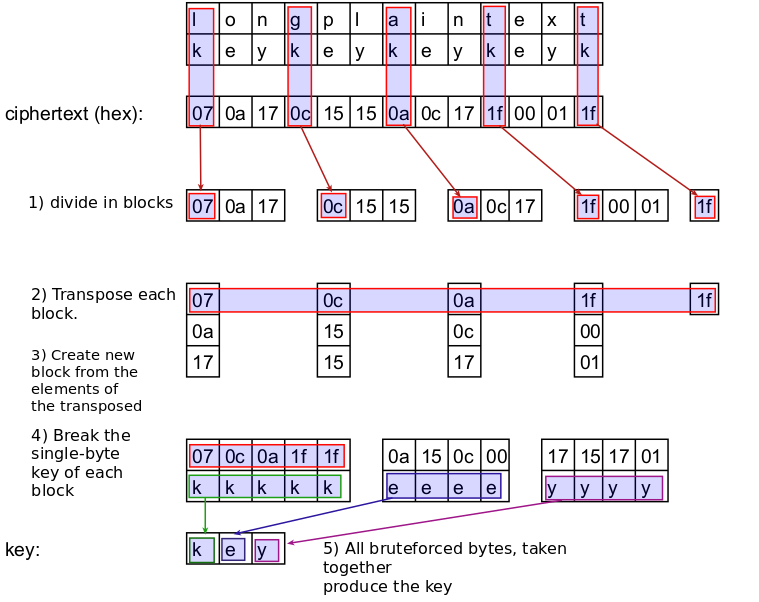 l o n g p l a i n t e x t
k e y k e y k e y k e y k
ciphertext (hex): 07 0a 17 0c 15 15 0a 0c 17 1f 00 01 1f
1) divide in blocks 07 0a 17 0c 15 15 0a 0c 17 1f 00 01 1f
2) Transpose each
block.
07 0c 0a 1f 1f
0a 15 0c 00
17 15 17 01
3) Create new
block from the
elements of
the transposed
4) Break the
single-byte
key of each
block
07 0c 0a 1f 1f 0a 15 0c 00 17 15 17 01
k k k k k e e e e y y y y
key: k e y
5) All bruteforced bytes, taken
together
produce the key